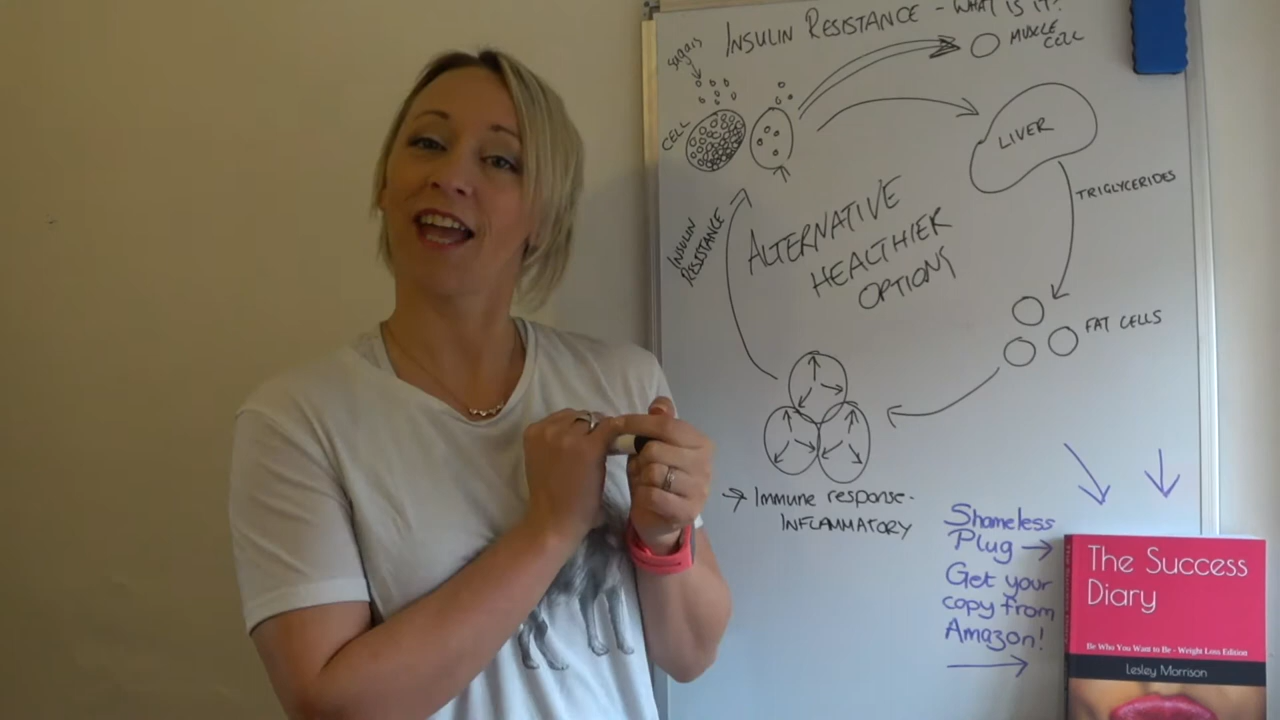 INSULIN RESISTANCE - WHAT IS IT?
Sugars
MUSCLE
CELL
CELL
LIVER
TRIGLYCERIDES
INSULIN
RESISTANCE
ALTERNATIVE
HEALTHIER
OPTIONS
FAT CELLS
Immune response -
INFLAMMATORY
Shameless
Plug
Get your
copy from
Amazon!
The Success
Diary
Be Who You Want to Be - Weight Loss Edition
Lesley Morrison